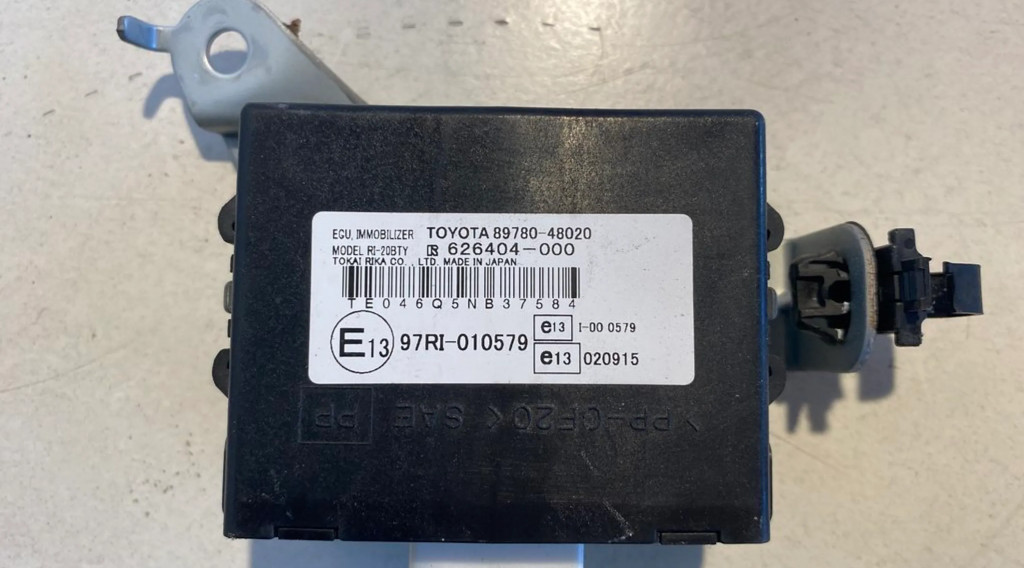 ECU, IMMOBILIZER TOYOTA 89780-48020
MODEL RI-20BTY R 626404-000
TOKAI RIKA CO., LTD. MADE IN JAPAN
TE046Q5NB37584
E13 97RI-010579
e13 I-00 0579
e13 020915
>PP-GF20< SAE PP